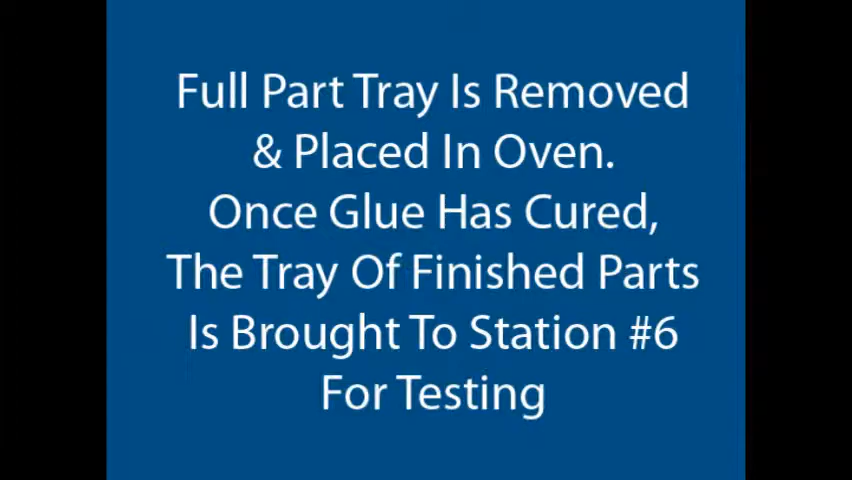 Full Part Tray Is Removed
& Placed In Oven.
Once Glue Has Cured,
The Tray Of Finished Parts
Is Brought To Station #6
For Testing